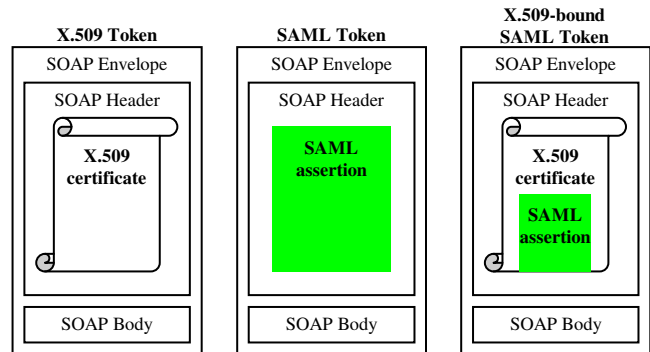 X.509 Token
SOAP Envelope
SOAP Header
X.509
certificate
SOAP Body
SAML Token
SOAP Envelope
SOAP Header
SAML
assertion
SOAP Body
X.509-bound
SAML Token
SOAP Envelope
SOAP Header
X.509
certificate
SAML
assertion
SOAP Body